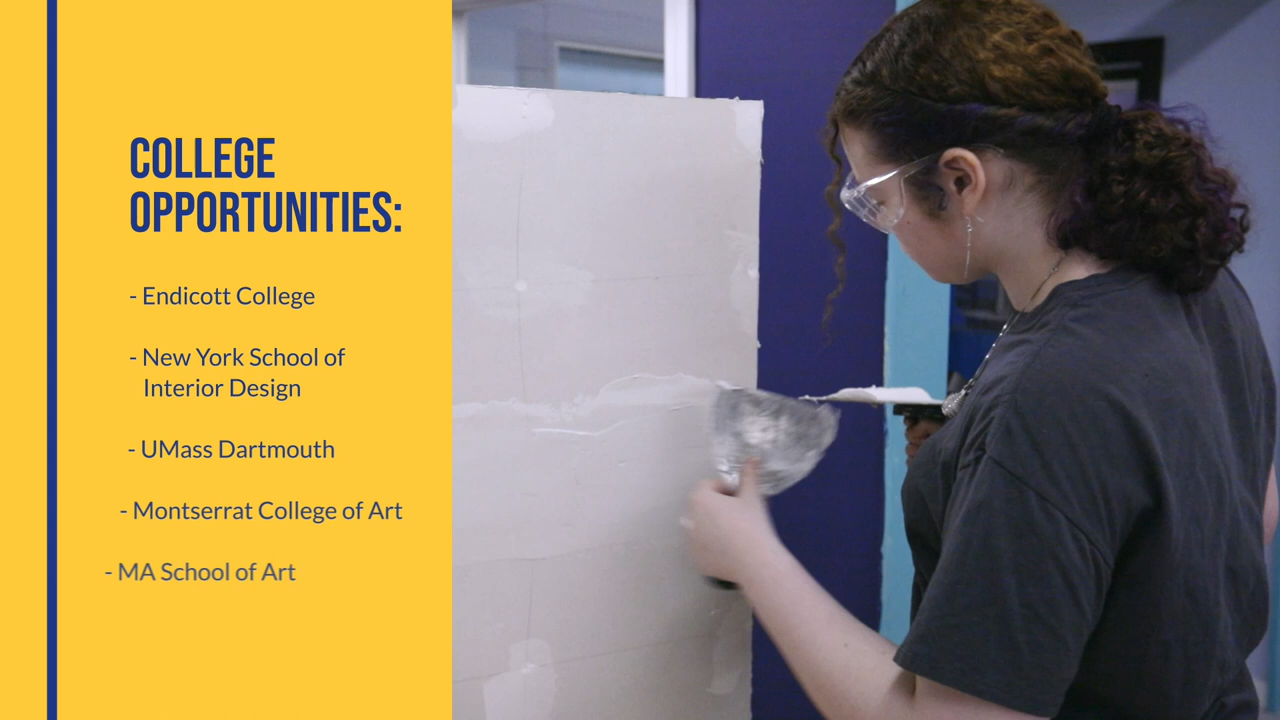 COLLEGE
OPPORTUNITIES:
- Endicott College
- New York School of
Interior Design
- UMass Dartmouth
- Montserrat College of Art
- MA School of Art